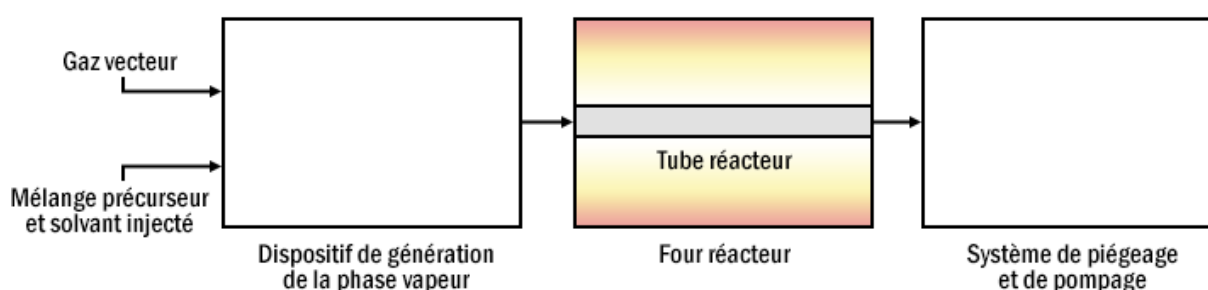 Gaz vecteur
Mélange précurseur
et solvant injecté
Dispositif de génération
de la phase vapeur
Tube réacteur
Four réacteur
Système de piégeage
et de pompage